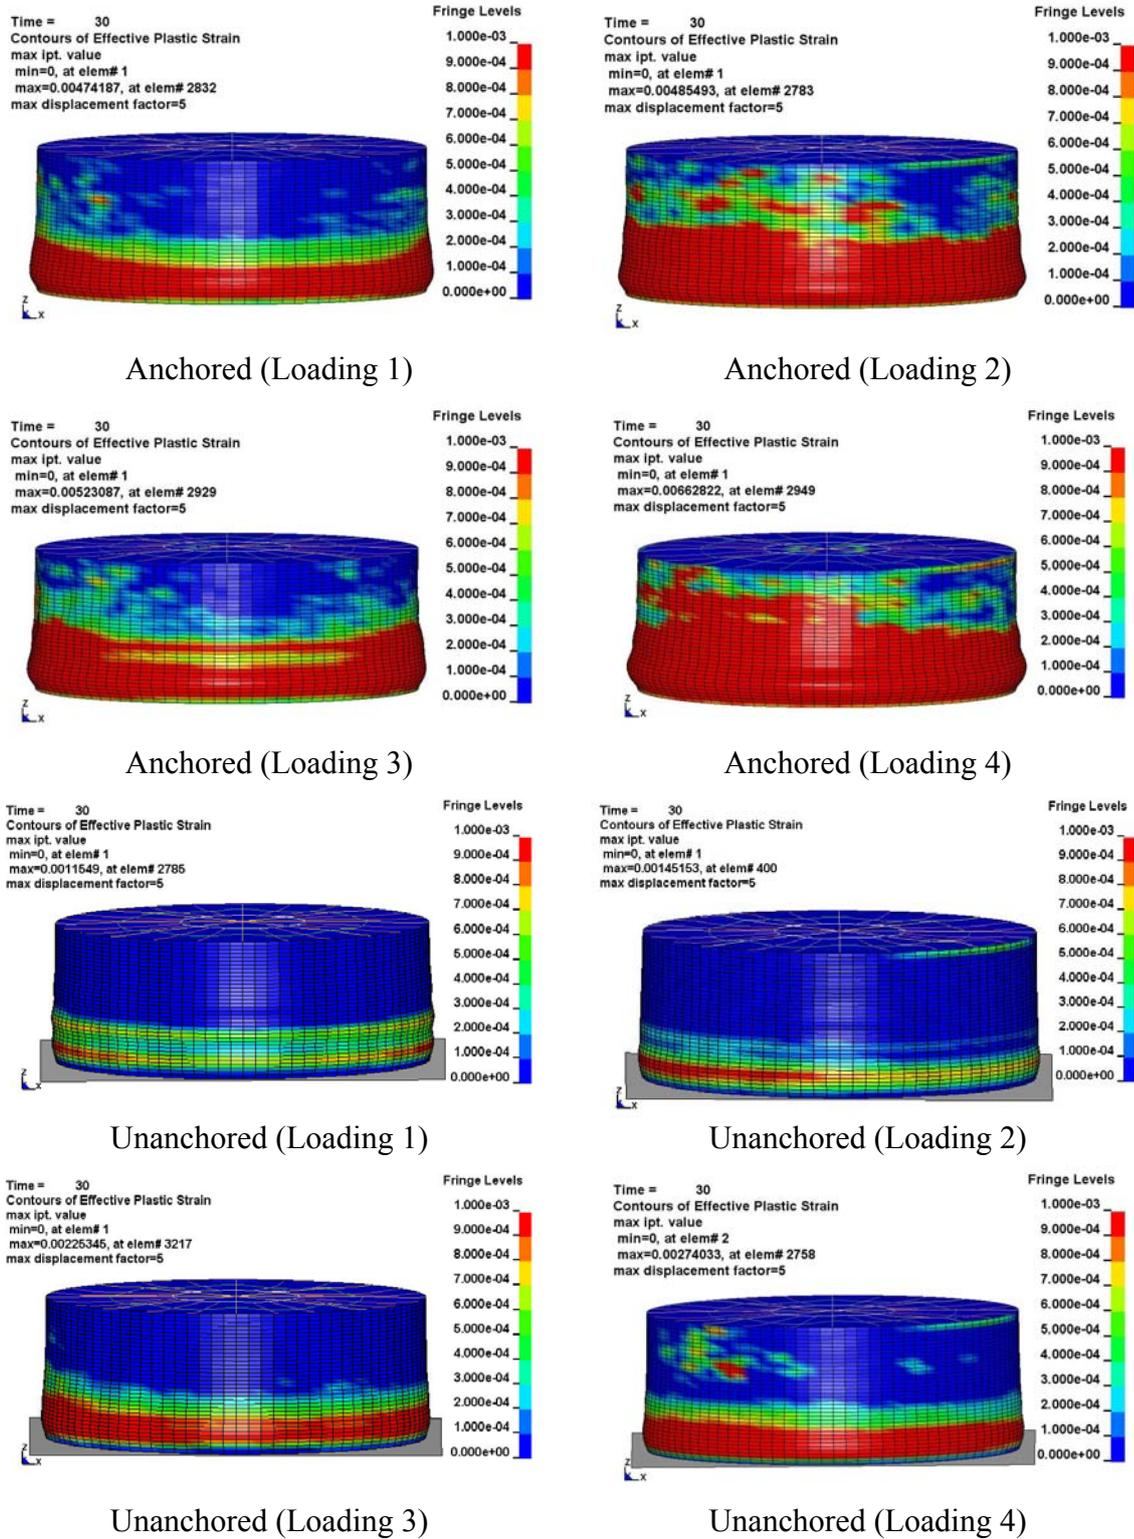 Time = 30
Contours of Effective Plastic Strain
max ipt. value
min=0, at elem# 1
max=0.00474187, at elem# 2832
max displacement factor=5
Fringe Levels
1.000e-03
9.000e-04
8.000e-04
7.000e-04
6.000e-04
5.000e-04
4.000e-04
3.000e-04
2.000e-04
1.000e-04
0.000e+00
Z
X
Anchored (Loading 1)
Time = 30
Contours of Effective Plastic Strain
max ipt. value
min=0, at elem# 1
max=0.00485493, at elem# 2783
max displacement factor=5
Fringe Levels
1.000e-03
9.000e-04
8.000e-04
7.000e-04
6.000e-04
5.000e-04
4.000e-04
3.000e-04
2.000e-04
1.000e-04
0.000e+00
Z
X
Anchored (Loading 2)
Time = 30
Contours of Effective Plastic Strain
max ipt. value
min=0, at elem# 1
max=0.00523087, at elem# 2929
max displacement factor=5
Fringe Levels
1.000e-03
9.000e-04
8.000e-04
7.000e-04
6.000e-04
5.000e-04
4.000e-04
3.000e-04
2.000e-04
1.000e-04
0.000e+00
Z
X
Anchored (Loading 3)
Time = 30
Contours of Effective Plastic Strain
max ipt. value
min=0, at elem# 1
max=0.00662822, at elem# 2949
max displacement factor=5
Fringe Levels
1.000e-03
9.000e-04
8.000e-04
7.000e-04
6.000e-04
5.000e-04
4.000e-04
3.000e-04
2.000e-04
1.000e-04
0.000e+00
Z
X
Anchored (Loading 4)
Time = 30
Contours of Effective Plastic Strain
max ipt. value
min=0, at elem# 1
max=0.0011549, at elem# 2785
max displacement factor=5
Fringe Levels
1.000e-03
9.000e-04
8.000e-04
7.000e-04
6.000e-04
5.000e-04
4.000e-04
3.000e-04
2.000e-04
1.000e-04
0.000e+00
Z
X
Unanchored (Loading 1)
Time = 30
Contours of Effective Plastic Strain
max ipt. value
min=0, at elem# 1
max=0.00145153, at elem# 400
max displacement factor=5
Fringe Levels
1.000e-03
9.000e-04
8.000e-04
7.000e-04
6.000e-04
5.000e-04
4.000e-04
3.000e-04
2.000e-04
1.000e-04
0.000e+00
Z
X
Unanchored (Loading 2)
Time = 30
Contours of Effective Plastic Strain
max ipt. value
min=0, at elem# 1
max=0.00225345, at elem# 3217
max displacement factor=5
Fringe Levels
1.000e-03
9.000e-04
8.000e-04
7.000e-04
6.000e-04
5.000e-04
4.000e-04
3.000e-04
2.000e-04
1.000e-04
0.000e+00
Z
X
Unanchored (Loading 3)
Time = 30
Contours of Effective Plastic Strain
max ipt. value
min=0, at elem# 2
max=0.00274033, at elem# 2758
max displacement factor=5
Fringe Levels
1.000e-03
9.000e-04
8.000e-04
7.000e-04
6.000e-04
5.000e-04
4.000e-04
3.000e-04
2.000e-04
1.000e-04
0.000e+00
Z
X
Unanchored (Loading 4)